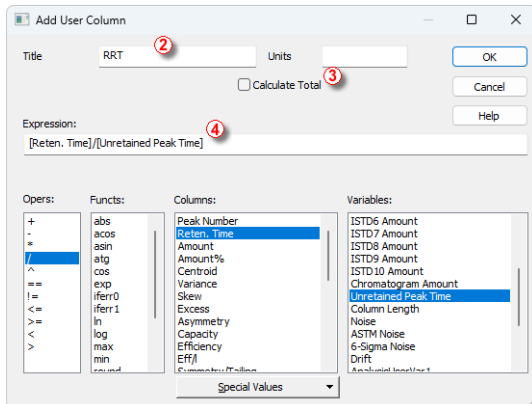 Add User Column
Title
RRT
②
Units
Calculate Total
③
OK
Cancel
Help
Expression:
④
[Reten. Time]/[Unretained Peak Time]
Opers:
+
-
*
/
^
==
!=
<=
>=
<
>
Functs:
abs
acos
asin
atg
cos
exp
iferr0
iferr1
ln
log
max
min
round
Columns:
Peak Number
Reten. Time
Amount
Amount%
Centroid
Variance
Skew
Excess
Asymmetry
Capacity
Efficiency
Eff/l
Symmetry/Tailing
Variables:
ISTD6 Amount
ISTD7 Amount
ISTD8 Amount
ISTD9 Amount
ISTD10 Amount
Chromatogram Amount
Unretained Peak Time
Column Length
Noise
ASTM Noise
6-Sigma Noise
Drift
AnalysisUserVar1
Special Values